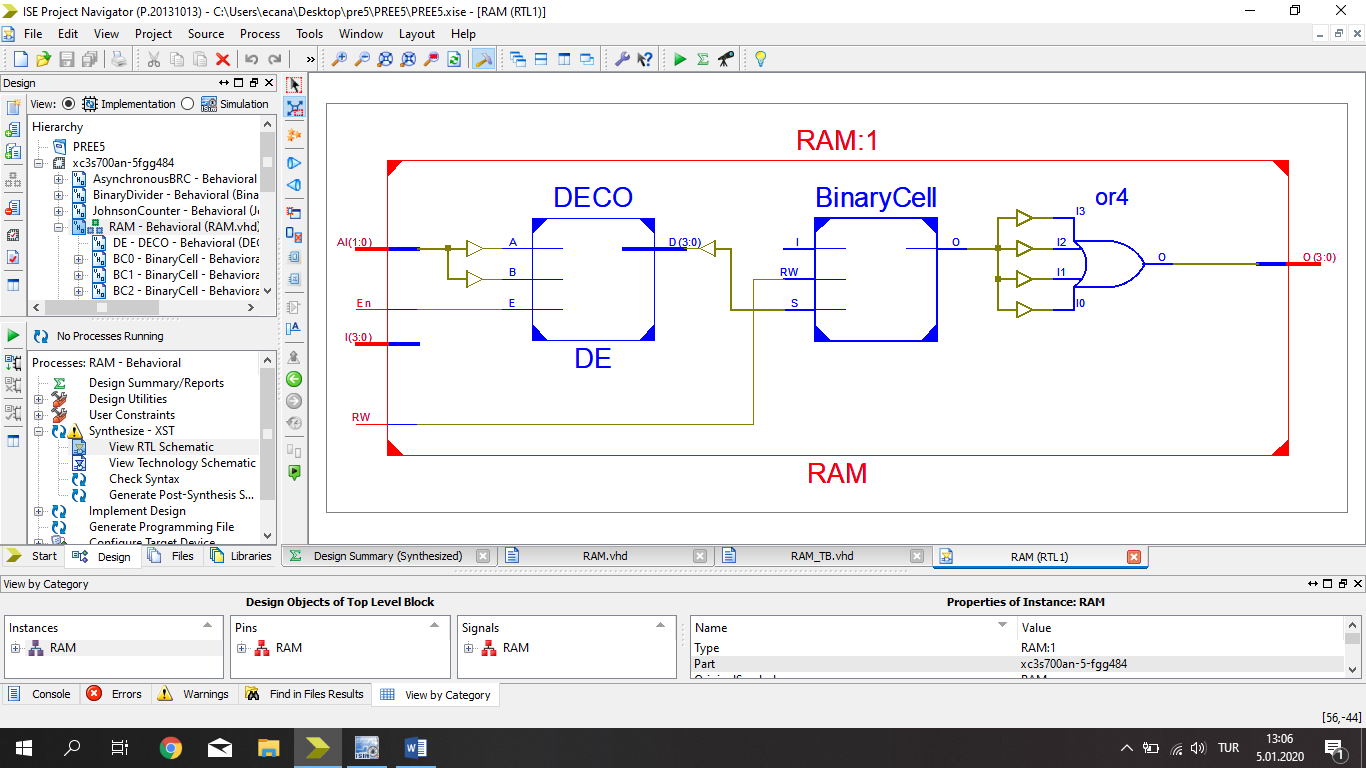 ISE Project Navigator (P.20131013) - C:\Users\ecana\Desktop\pre5\PREE5\PREE5.xise - [RAM (RTL1)]
File Edit View Project Source Process Tools Window Layout Help
Design
View: Implementation Simulation
Hierarchy
PREE5
xc3s700an-5fgg484
AsynchronousBRC - Behavioral
BinaryDivider - Behavioral (Bina
JohnsonCounter - Behavioral (Jo
RAM - Behavioral (RAM.vhd)
DE - DECO - Behavioral (DEC
BC0 - BinaryCell - Behaviora
BC1 - BinaryCell - Behaviora
BC2 - BinaryCell - Behaviora
No Processes Running
Processes: RAM - Behavioral
Design Summary/Reports
Design Utilities
User Constraints
Synthesize - XST
View RTL Schematic
View Technology Schematic
Check Syntax
Generate Post-Synthesis S...
Implement Design
Generate Programming File
Configure Target Device
Start Design Files Libraries
RAM:1
DECO BinaryCell or4
AI(1:0) A D(3:0) I O I3 I2 I1 I0 O O(3:0)
B RW
En E S
I(3:0)
DE
RW
RAM
Design Summary (Synthesized) RAM.vhd RAM_TB.vhd RAM (RTL1)
View by Category
Design Objects of Top Level Block Properties of Instance: RAM
Instances Pins Signals Name Value
RAM RAM RAM Type RAM:1
Part xc3s700an-5-fgg484
Console Errors Warnings Find in Files Results View by Category
[56,-44]
TUR 13:06
5.01.2020
1